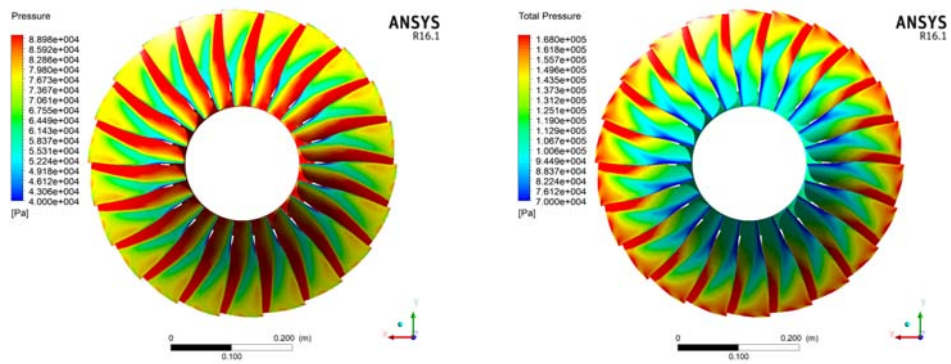 Pressure
8.898e+004
8.592e+004
8.286e+004
7.980e+004
7.673e+004
7.367e+004
7.061e+004
6.755e+004
6.449e+004
6.143e+004
5.837e+004
5.531e+004
5.224e+004
4.918e+004
4.612e+004
4.306e+004
4.000e+004
[Pa]
ANSYS
R16.1
0 0.200 (m)
0.100
Y
X
Total Pressure
1.680e+005
1.618e+005
1.557e+005
1.496e+005
1.435e+005
1.373e+005
1.312e+005
1.251e+005
1.190e+005
1.129e+005
1.067e+005
1.006e+005
9.449e+004
8.837e+004
8.224e+004
7.612e+004
7.000e+004
[Pa]
ANSYS
R16.1
0 0.200 (m)
0.100
Y
X